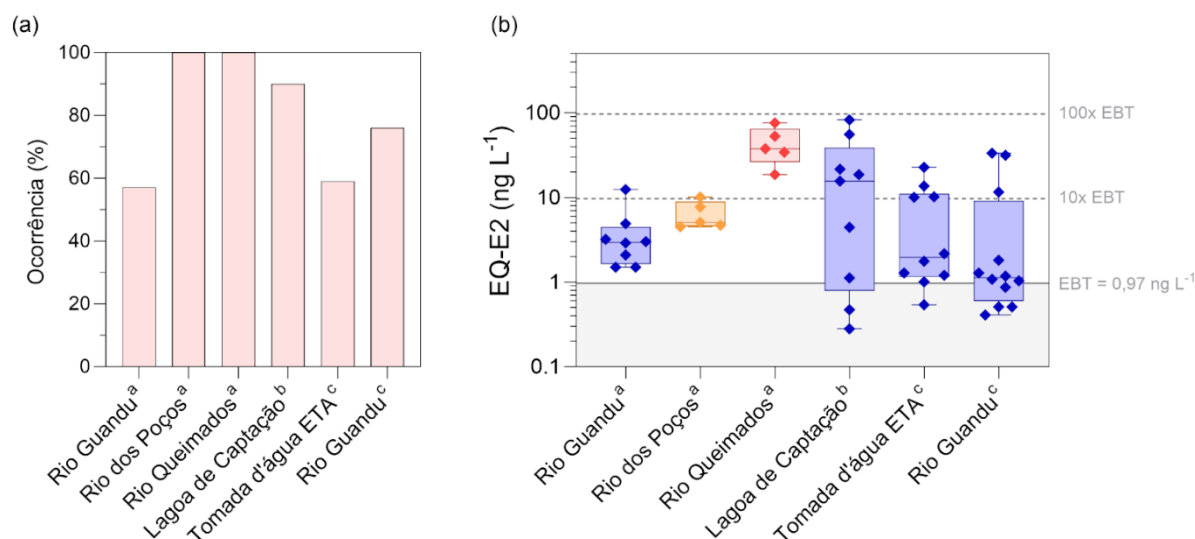 (a)
Ocorrência (%)
100
80
60
40
20
0
Rio Guandu a
Rio dos Poços a
Rio Queimados a
Lagoa de Captação b
Tomada d'água ETA c
Rio Guandu c
(b)
EQ-E2 (ng L-1)
100
10
1
0.1
100x EBT
10x EBT
EBT = 0,97 ng L-1
Rio Guandu a
Rio dos Poços a
Rio Queimados a
Lagoa de Captação b
Tomada d'água ETA c
Rio Guandu c